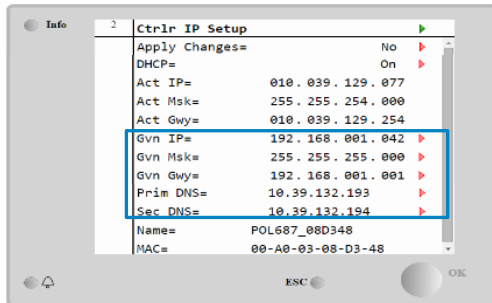 Info
2 Ctrlr IP Setup
Apply Changes= No
DHCP= On
Act IP= 010.039.129.077
Act Msk= 255.255.254.000
Act Gwy= 010.039.129.254
Gvn IP= 192.168.001.042
Gvn Msk= 255.255.255.000
Gvn Gwy= 192.168.001.001
Prim DNS= 10.39.132.193
Sec DNS= 10.39.132.194
Name= POL687_08D348
MAC= 00-A0-03-08-D3-48
ESC
OK